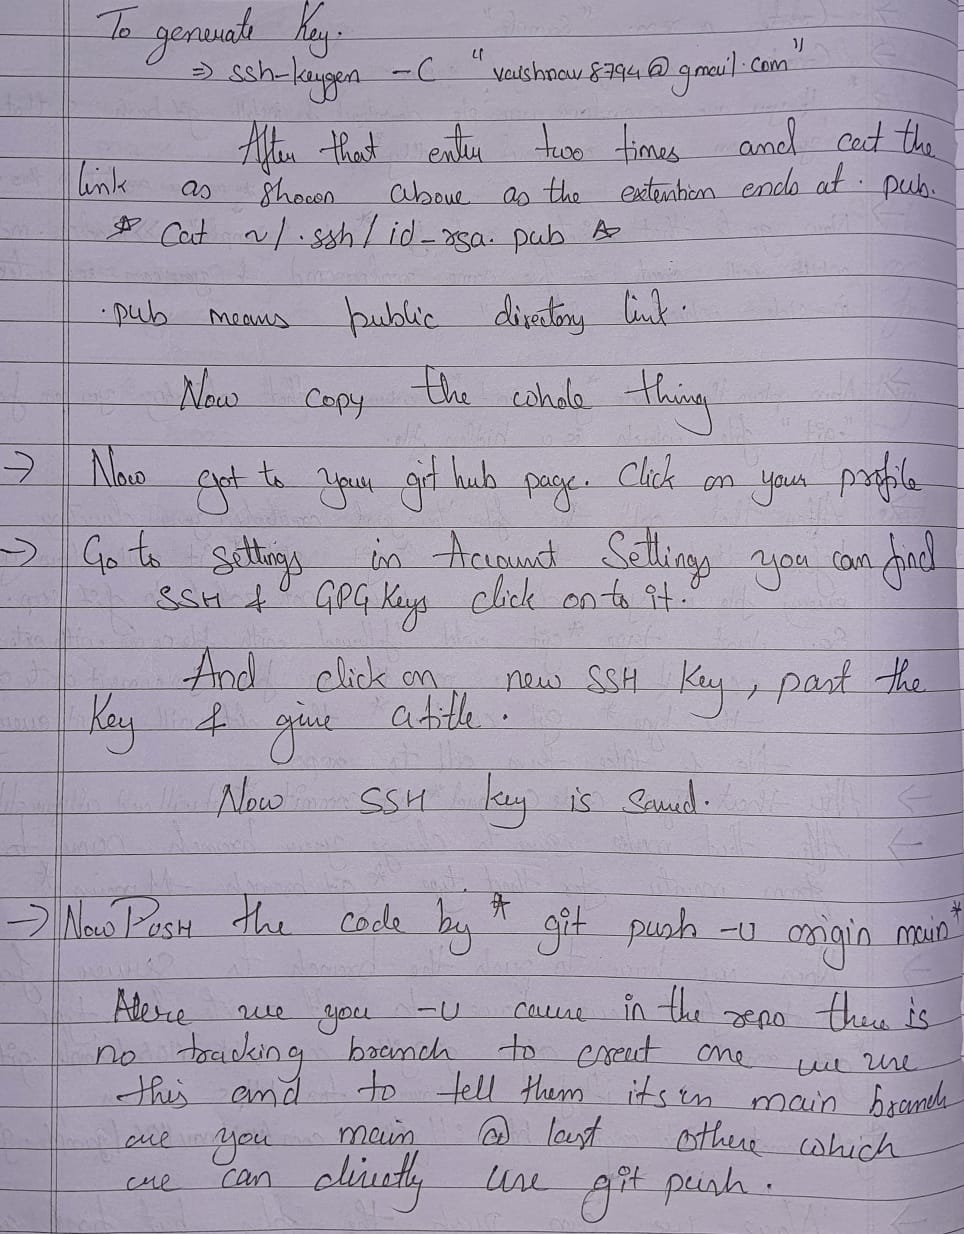 To generate Key.
⇒ ssh-keygen -C "vaishnaw8794@gmail.com"
After that enter two times and cat the
link as shown above as the extention ends at .pub.
☆ Cat ~/.ssh/id_rsa.pub ☆
.pub means public directory link.
Now copy the whole thing
→ Now got to your git hub page. Click on your profile
→ Go to settings in Account Settings you can find
SSH & GPG Keys click on to it.
And click on new SSH Key, past the
Key & give a title.
Now SSH key is saved.
→ Now PUSH the code by * git push -u origin main*
Here we you -U cause in the repo there is
no tracking branch to creat one we use
this and to tell them its in main branch
we you main @ last othere which
we can directly use git push.